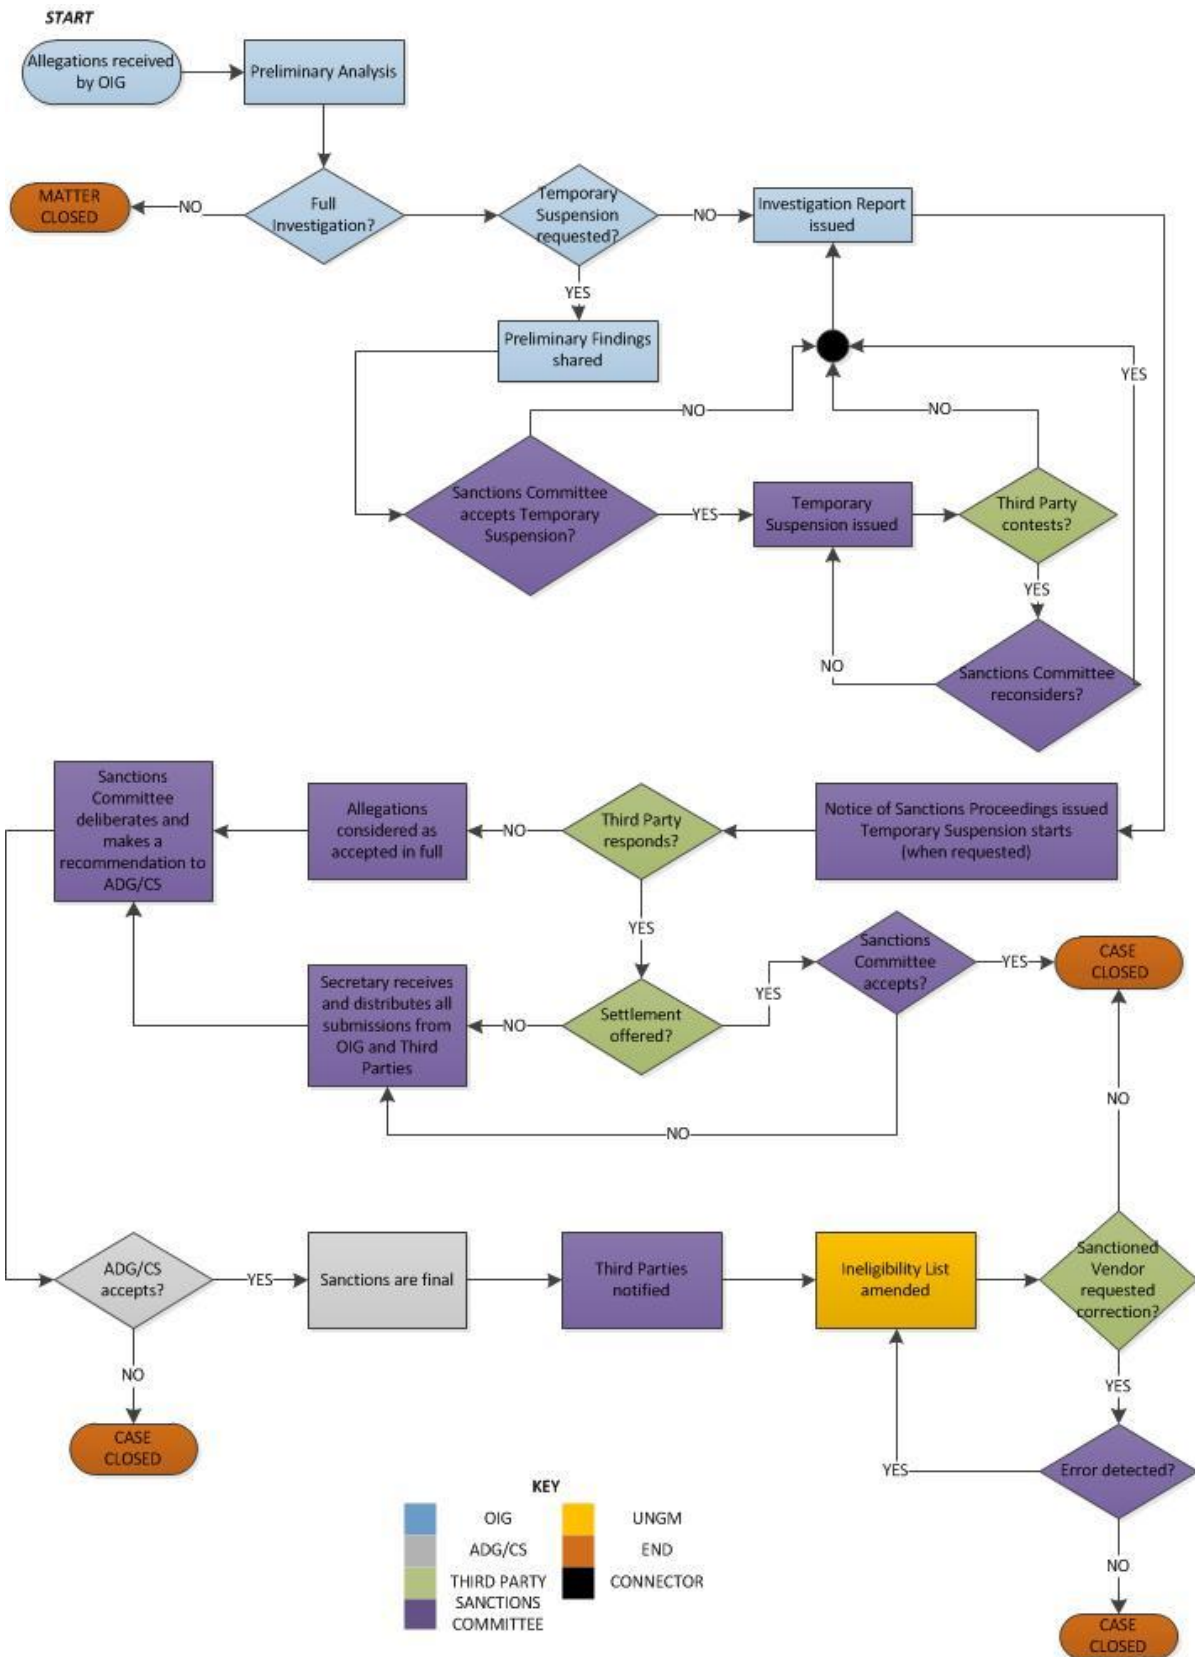 START
Allegations received
by OIG
Preliminary Analysis
MATTER
CLOSED
NO
Full
Investigation?
Temporary
Suspension
requested?
NO
Investigation Report
issued
YES
Preliminary Findings
shared
YES
NO
NO
Sanctions Committee
accepts Temporary
Suspension?
YES
Temporary
Suspension issued
Third Party
contests?
YES
NO
Sanctions Committee
reconsiders?
Sanctions
Committee
deliberates and
makes a
recommendation to
ADG/CS
Allegations
considered as
accepted in full
NO
Third Party
responds?
Notice of Sanctions Proceedings issued
Temporary Suspension starts
(when requested)
YES
Secretary receives
and distributes all
submissions from
OIG and Third
Parties
NO
Settlement
offered?
YES
Sanctions
Committee
accepts?
YES
CASE
CLOSED
NO
NO
ADG/CS
accepts?
YES
Sanctions are final
Third Parties
notified
Ineligibility List
amended
Sanctioned
Vendor
requested
correction?
NO
YES
CASE
CLOSED
YES
Error detected?
NO
CASE
CLOSED
KEY
OIG
UNGM
ADG/CS
END
THIRD PARTY
CONNECTOR
SANCTIONS
COMMITTEE